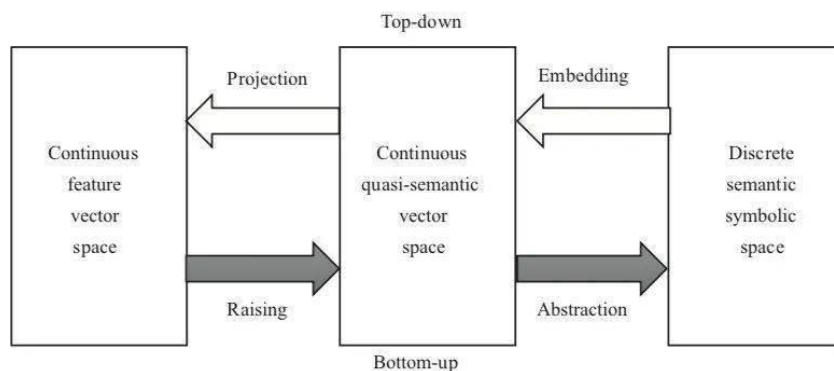 Top-down
Projection
Embedding
Continuous
feature
vector
space
Continuous
quasi-semantic
vector
space
Discrete
semantic
symbolic
space
Raising
Abstraction
Bottom-up